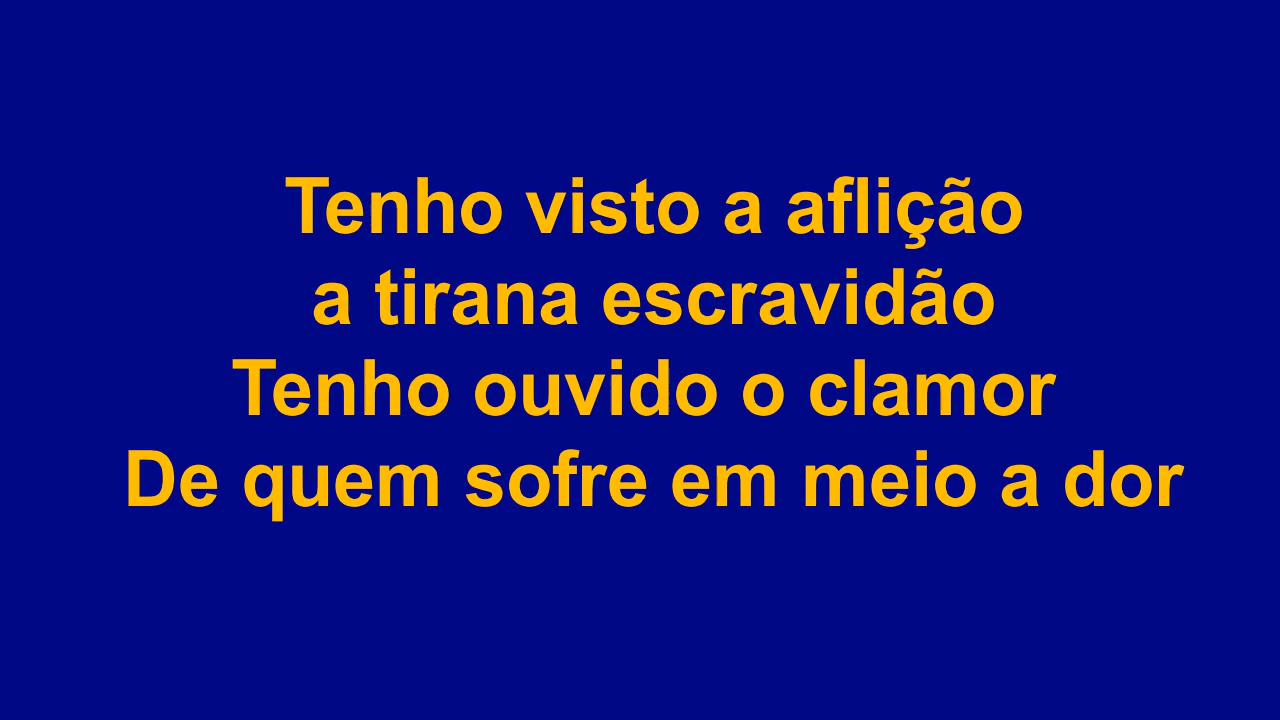 Tenho visto a aflição
a tirana escravidão
Tenho ouvido o clamor
De quem sofre em meio a dor